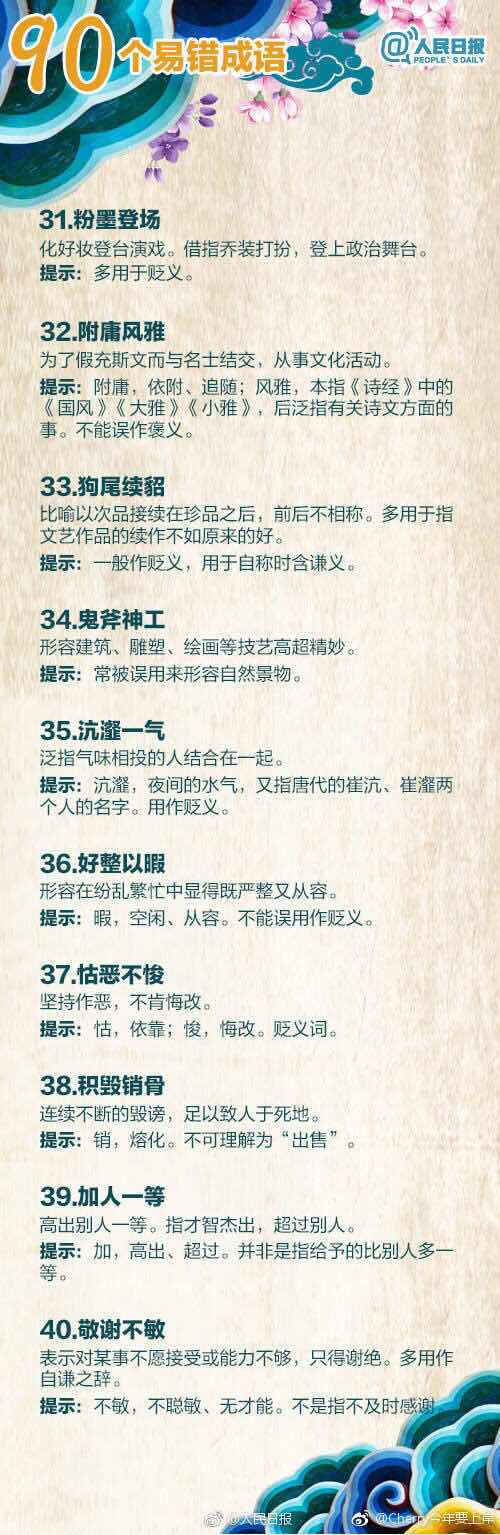 90个易错成语
@人民日报
PEOPLE'S DAILY
31.粉墨登场
化好妆登台演戏。借指乔装打扮，登上政治舞台。
提示：多用于贬义。
32.附庸风雅
为了假充斯文而与名士结交，从事文化活动。
提示：附庸，依附、追随；风雅，本指《诗经》中的
《国风》《大雅》《小雅》，后泛指有关诗文方面的
事。不能误作褒义。
33.狗尾续貂
比喻以次品接续在珍品之后，前后不相称。多用于指
文艺作品的续作不如原来的好。
提示：一般作贬义，用于自称时含谦义。
34.鬼斧神工
形容建筑、雕塑、绘画等技艺高超精妙。
提示：常被误用来形容自然景物。
35.沆瀣一气
泛指气味相投的人结合在一起。
提示：沆瀣，夜间的水气，又指唐代的崔沆、崔瀣两
个人的名字。用作贬义。
36.好整以暇
形容在纷乱繁忙中显得既严整又从容。
提示：暇，空闲、从容。不能误用作贬义。
37.怙恶不悛
坚持作恶，不肯悔改。
提示：怙，依靠；悛，悔改。贬义词。
38.积毁销骨
连续不断的毁谤，足以致人于死地。
提示：销，熔化。不可理解为“出售”。
39.加人一等
高出别人一等。指才智杰出，超过别人。
提示：加，高出、超过。并非是指给予的比别人多一
等。
40.敬谢不敏
表示对某事不愿接受或能力不够，只得谢绝。多用作
自谦之辞。
提示：不敏，不聪敏、无才能。不是指不及时感谢。
@人民日报
@Cherry今年要上岸